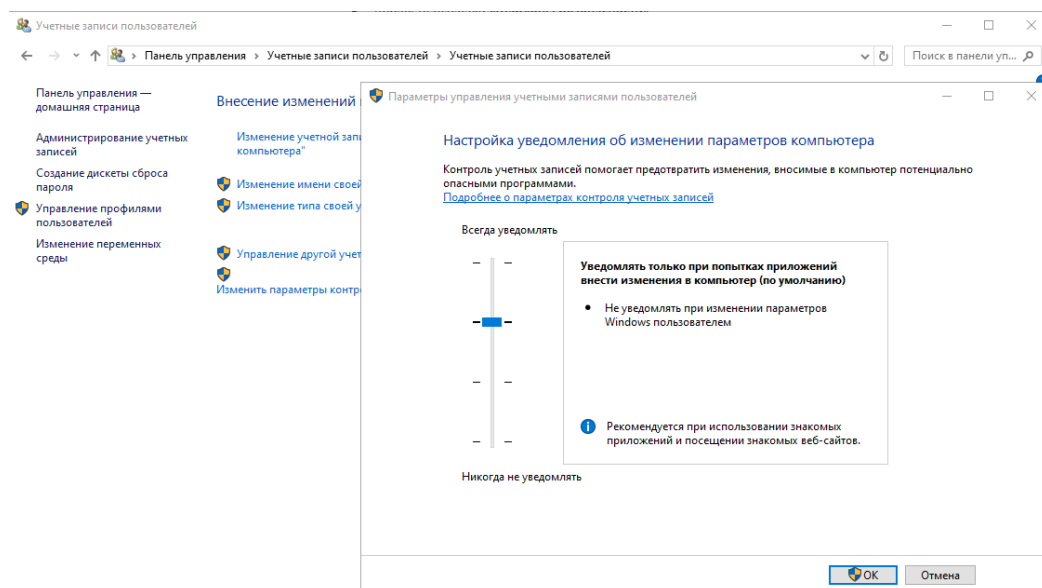 Учетные записи пользователей
Панель управления > Учетные записи пользователей > Учетные записи пользователей
Поиск в панели уп...
Панель управления —
домашняя страница
Администрирование учетных
записей
Создание дискеты сброса
пароля
Управление профилями
пользователей
Изменение переменных
среды
Внесение изменений
Изменение учетной запи
компьютера"
Изменение имени своей
Изменение типа своей у
Управление другой учет
Изменить параметры контр
Параметры управления учетными записями пользователей
Настройка уведомления об изменении параметров компьютера
Контроль учетных записей помогает предотвратить изменения, вносимые в компьютер потенциально
опасными программами.
Подробнее о параметрах контроля учетных записей
Всегда уведомлять
Уведомлять только при попытках приложений
внести изменения в компьютер (по умолчанию)
• Не уведомлять при изменении параметров
Windows пользователем
Рекомендуется при использовании знакомых
приложений и посещении знакомых веб-сайтов.
Никогда не уведомлять
ОК
Отмена